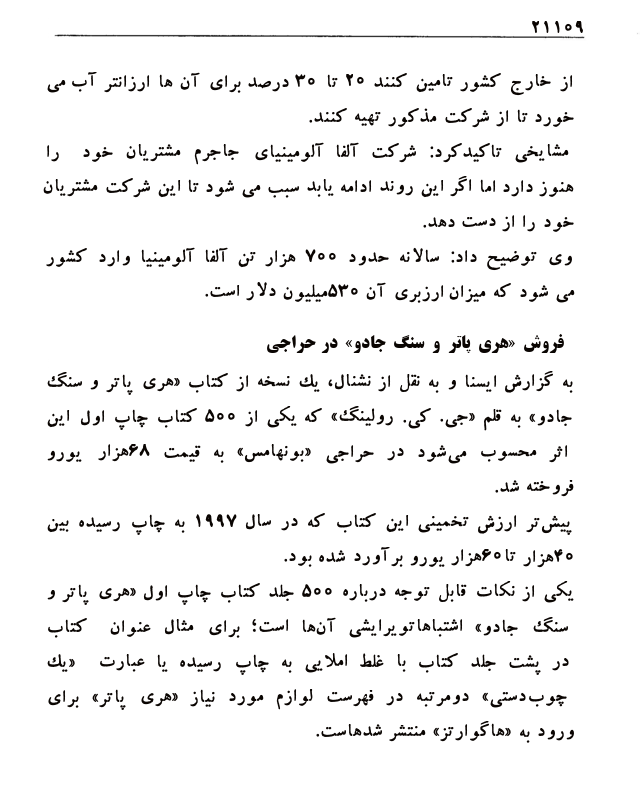 ۲۱۱۰۹
از خارج کشور تامین کنند ۲۰ تا ۳۰ درصد برای آن ها ارزانتر آب می
خورد تا از شرکت مذکور تهیه کنند.
مشایخی تاکیدکرد: شرکت آلفا آلومینیای جاجرم مشتریان خود را
هنوز دارد اما اگر این روند ادامه یابد سبب می شود تا این شرکت مشتریان
خود را از دست دهد.
وی توضیح داد: سالانه حدود ۷۰۰ هزار تن آلفا آلومینیا وارد کشور
می شود که میزان ارزبری آن ۵۳۰میلیون دلار است.
فروش «هری پاتر و سنگ جادو» در حراجی
به گزارش ایسنا و به نقل از نشنال، یك نسخه از کتاب «هری پاتر و سنگ
جادو» به قلم «جی. کی. رولینگ» که یکی از ۵۰۰ کتاب چاپ اول این
اثر محسوب می‌شود در حراجی «بونهامس» به قیمت ۶۸هزار یورو
فروخته شد.
پیش‌تر ارزش تخمینی این کتاب که در سال ۱۹۹۷ به چاپ رسیده بین
۴۰هزار تا۶۰هزار یورو برآورد شده بود.
یکی از نکات قابل توجه درباره ۵۰۰ جلد کتاب چاپ اول «هری پاتر و
سنگ جادو» اشتباهاتویرایشی آن‌ها است؛ برای مثال عنوان کتاب
در پشت جلد کتاب با غلط املایی به چاپ رسیده یا عبارت «یك
چوب‌دستی» دومرتبه در فهرست لوازم مورد نیاز «هری پاتر» برای
ورود به «هاگوارتز» منتشر شدهاست.